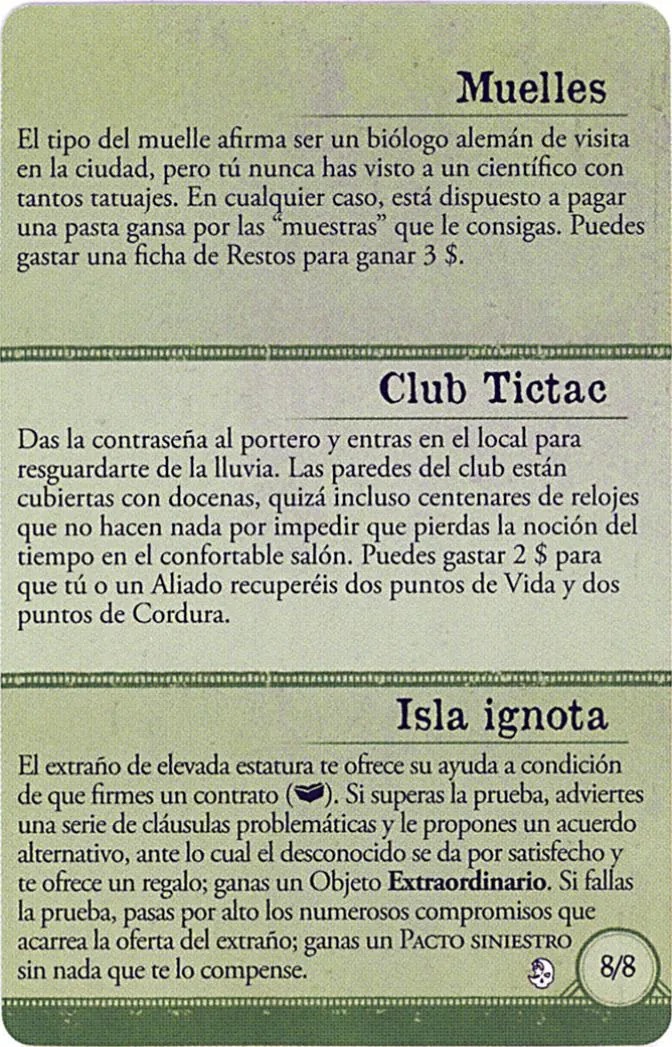 Muelles
El tipo del muelle afirma ser un biólogo alemán de visita
en la ciudad, pero tú nunca has visto a un científico con
tantos tatuajes. En cualquier caso, está dispuesto a pagar
una pasta gansa por las “muestras” que le consigas. Puedes
gastar una ficha de Restos para ganar 3 $.
Club Tictac
Das la contraseña al portero y entras en el local para
resguardarte de la lluvia. Las paredes del club están
cubiertas con docenas, quizá incluso centenares de relojes
que no hacen nada por impedir que pierdas la noción del
tiempo en el confortable salón. Puedes gastar 2 $ para
que tú o un Aliado recuperéis dos puntos de Vida y dos
puntos de Cordura.
Isla ignota
El extraño de elevada estatura te ofrece su ayuda a condición
de que firmes un contrato (). Si superas la prueba, adviertes
una serie de cláusulas problemáticas y le propones un acuerdo
alternativo, ante lo cual el desconocido se da por satisfecho y
te ofrece un regalo; ganas un Objeto Extraordinario. Si fallas
la prueba, pasas por alto los numerosos compromisos que
acarrea la oferta del extraño; ganas un PACTO SINIESTRO
sin nada que te lo compense.
8/8